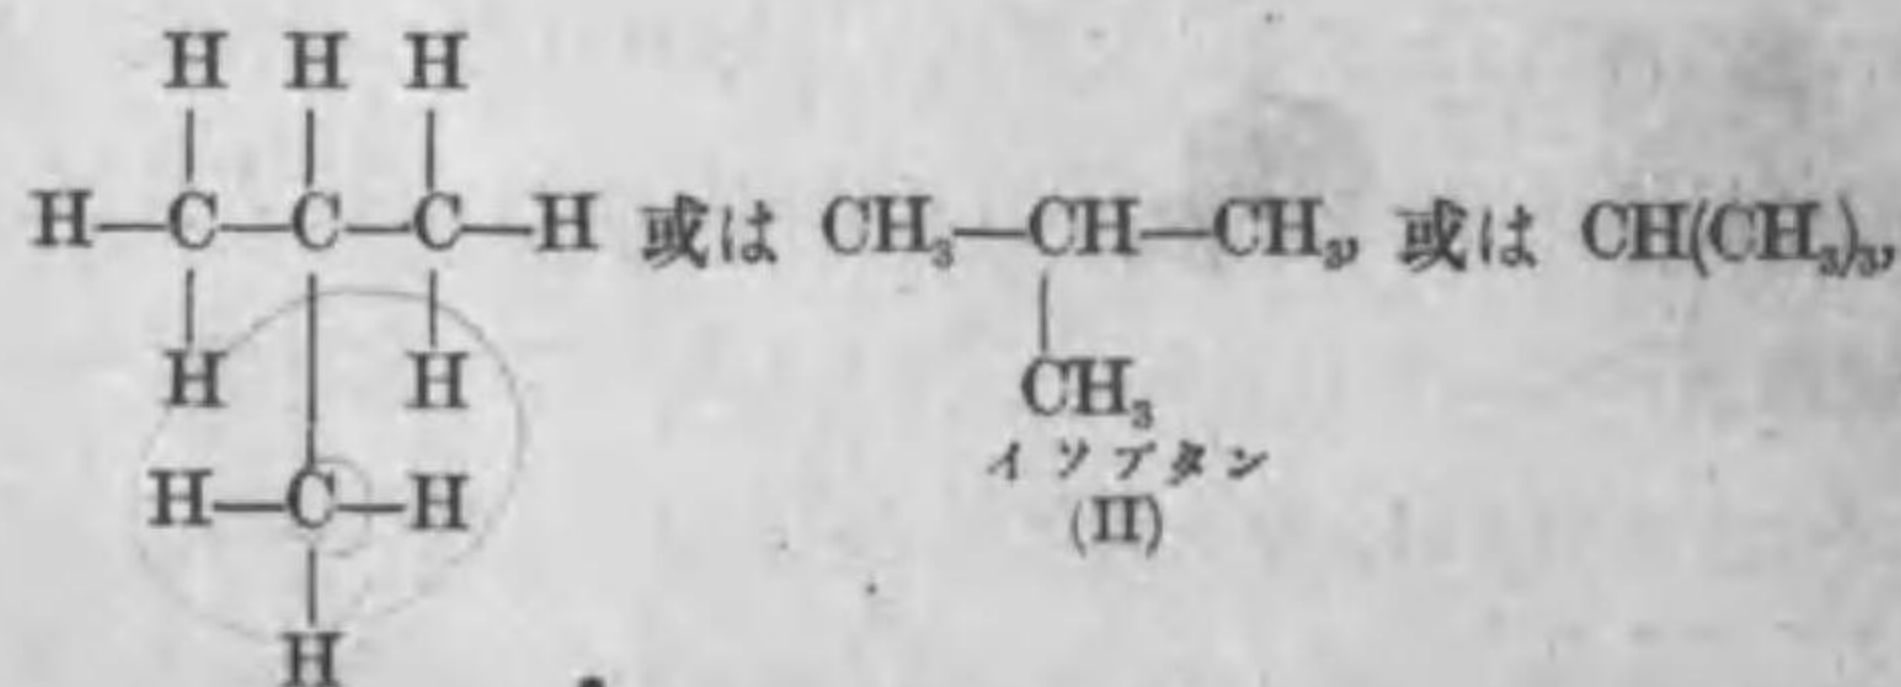 H H H
H—C—C—C—H 或は CH₃—CH—CH₃, 或は CH(CH₃)₃,
H H CH₃
イソブタン
H—C—H (II)
H